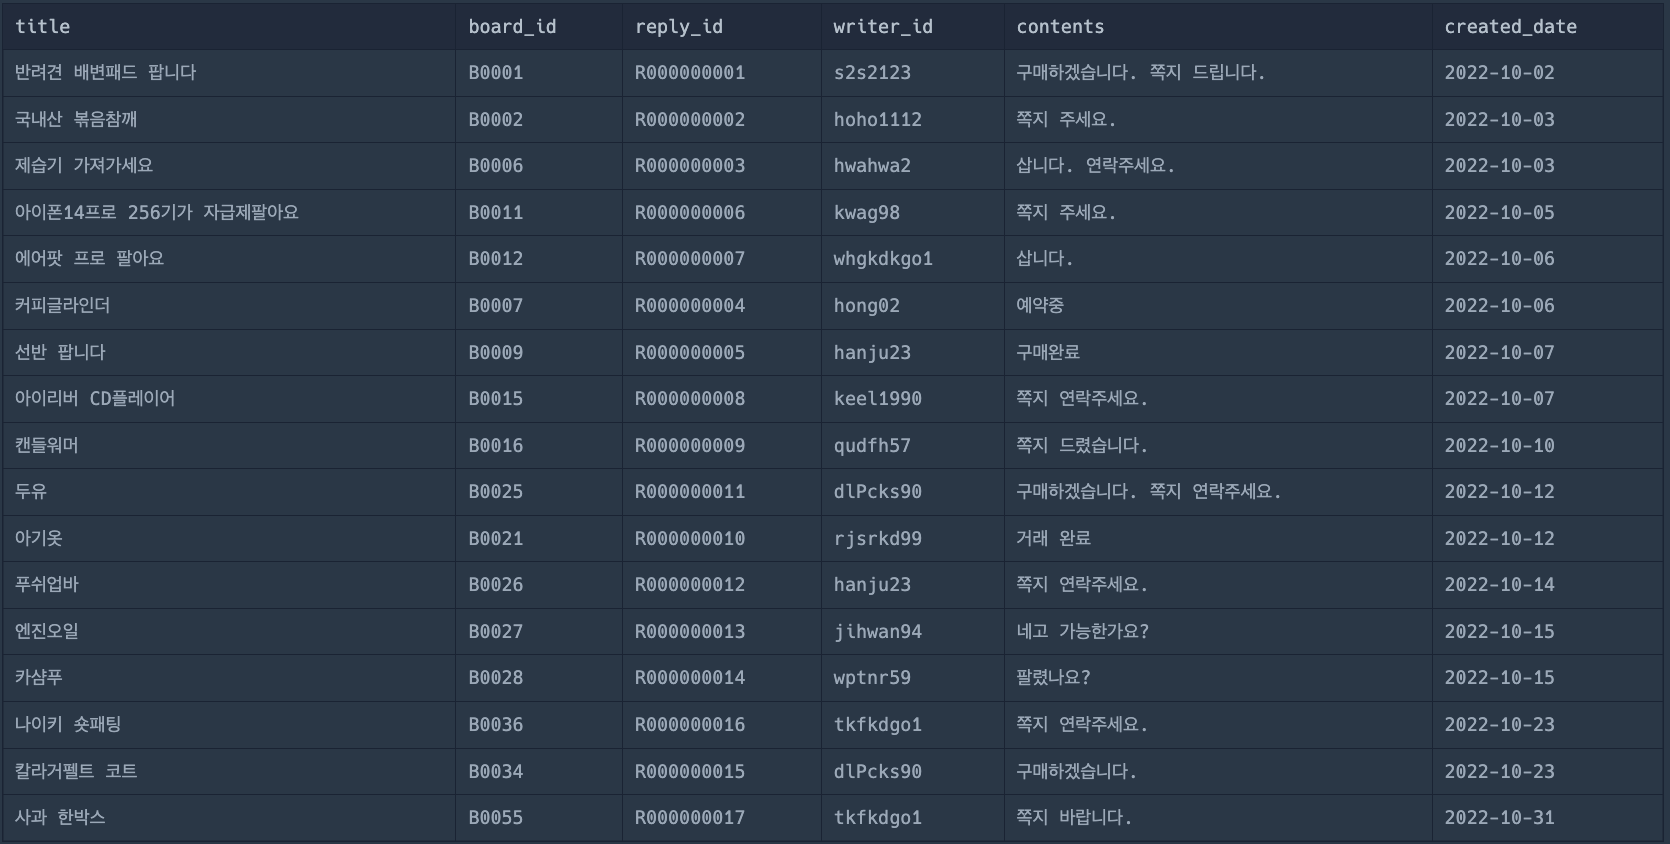 title board_id reply_id writer_id contents created_date
반려견 배변패드 팝니다 B0001 R000000001 s2s2123 구매하겠습니다. 쪽지 드립니다. 2022-10-02
국내산 볶음참깨 B0002 R000000002 hoho1112 쪽지 주세요. 2022-10-03
제습기 가져가세요 B0006 R000000003 hwahwa2 삽니다. 연락주세요. 2022-10-03
아이폰14프로 256기가 자급제팔아요 B0011 R000000006 kwag98 쪽지 주세요. 2022-10-05
에어팟 프로 팔아요 B0012 R000000007 whgkdkgo1 삽니다. 2022-10-06
커피글라인더 B0007 R000000004 hong02 예약중 2022-10-06
선반 팝니다 B0009 R000000005 hanju23 구매완료 2022-10-07
아이리버 CD플레이어 B0015 R000000008 keel1990 쪽지 연락주세요. 2022-10-07
캔들워머 B0016 R000000009 qudfh57 쪽지 드렸습니다. 2022-10-10
두유 B0025 R000000011 dlPcks90 구매하겠습니다. 쪽지 연락주세요. 2022-10-12
아기옷 B0021 R000000010 rjsrkd99 거래 완료 2022-10-12
푸쉬업바 B0026 R000000012 hanju23 쪽지 연락주세요. 2022-10-14
엔진오일 B0027 R000000013 jihwan94 네고 가능한가요? 2022-10-15
카샴푸 B0028 R000000014 wptnr59 팔렸나요? 2022-10-15
나이키 숏패팅 B0036 R000000016 tkfkdgo1 쪽지 연락주세요. 2022-10-23
칼라거펠트 코트 B0034 R000000015 dlPcks90 구매하겠습니다. 2022-10-23
사과 한박스 B0055 R000000017 tkfkdgo1 쪽지 바랍니다. 2022-10-31